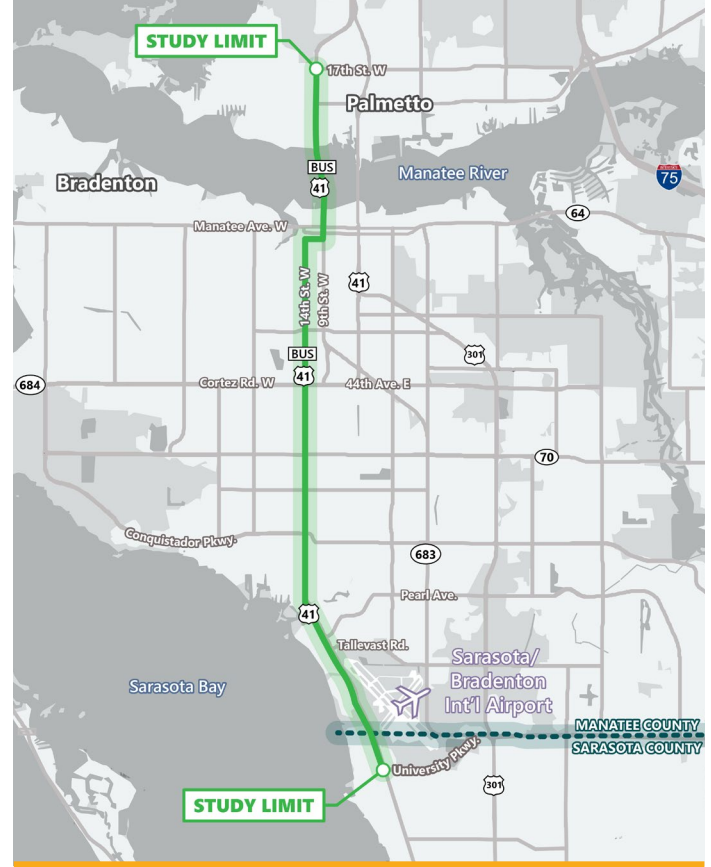 STUDY LIMIT
17th St. W
Palmetto
BUS
41
Manatee River
INTERSTATE
75
Bradenton
64
Manatee Ave. W
14th St. W
9th St. W
41
BUS
41
301
684
Cortez Rd. W
44th Ave. E
70
Conquistador Pkwy.
683
Pearl Ave.
41
Tallevast Rd.
Sarasota/
Bradenton
Int'l Airport
Sarasota Bay
MANATEE COUNTY
SARASOTA COUNTY
University Pkwy.
301
STUDY LIMIT